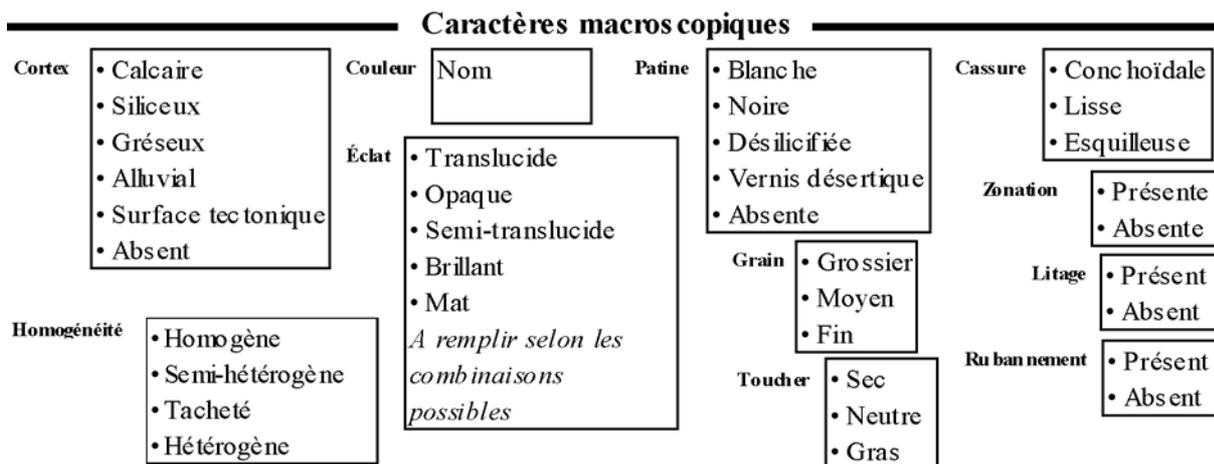 Caractères macroscopiques
Cortex
• Calcaire
• Siliceux
• Gréseux
• Alluvial
• Surface tectonique
• Absent
Homogénéité
• Homogène
• Semi-hétérogène
• Tacheté
• Hétérogène
Couleur
Nom
Éclat
• Translucide
• Opaque
• Semi-translucide
• Brillant
• Mat
A remplir selon les
combinaisons
possibles
Patine
• Blanche
• Noire
• Désilicifiée
• Vernis désertique
• Absente
Grain
• Grossier
• Moyen
• Fin
Toucher
• Sec
• Neutre
• Gras
Cassure
• Conchoïdale
• Lisse
• Esquilleuse
Zonation
• Présente
• Absente
Litage
• Présent
• Absent
Rubannement
• Présent
• Absent